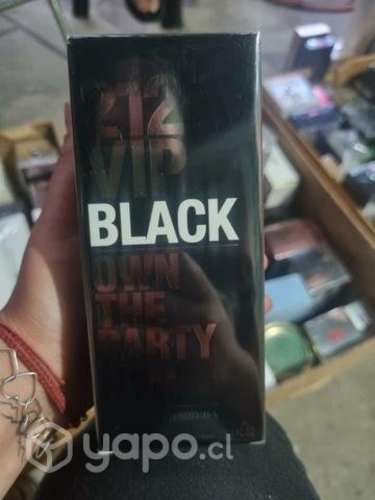 212
VIP
BLACK
OWN
THE
PARTY
yapo.cl